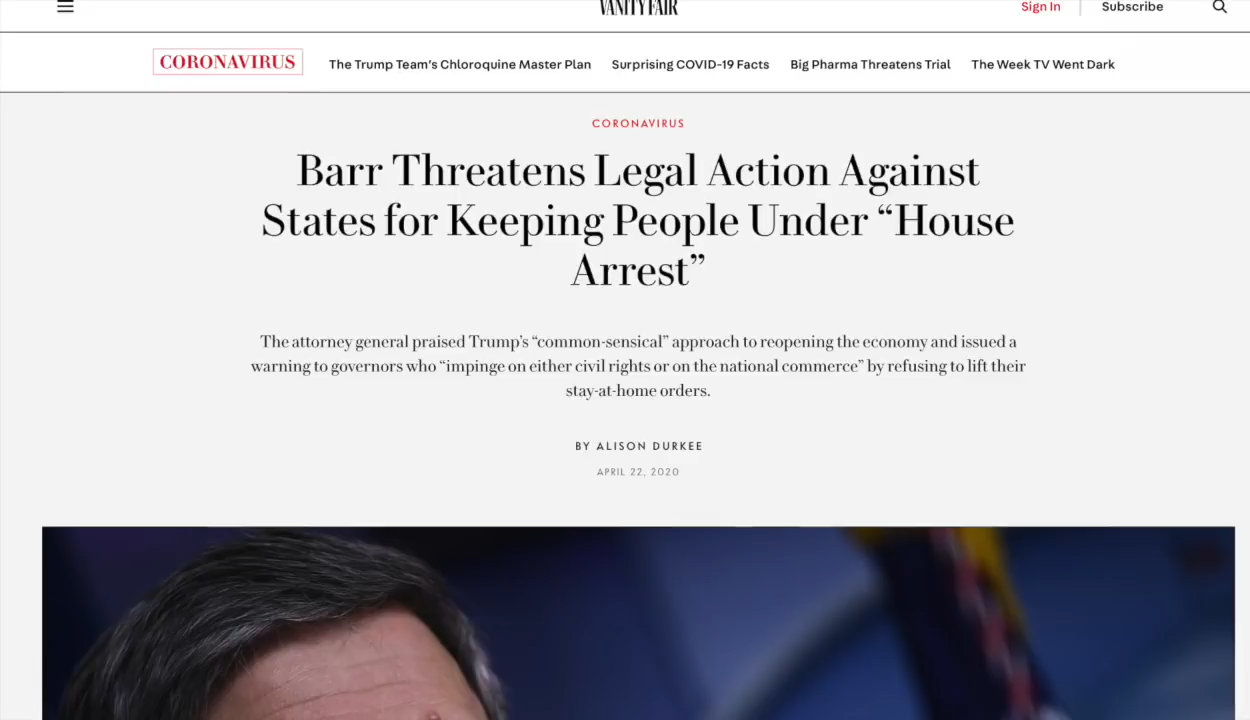 VANITY FAIR
Sign In
Subscribe
CORONAVIRUS
The Trump Team’s Chloroquine Master Plan
Surprising COVID-19 Facts
Big Pharma Threatens Trial
The Week TV Went Dark
CORONAVIRUS
Barr Threatens Legal Action Against
States for Keeping People Under “House
Arrest”
The attorney general praised Trump’s “common-sensical” approach to reopening the economy and issued a
warning to governors who “impinge on either civil rights or on the national commerce” by refusing to lift their
stay-at-home orders.
BY ALISON DURKEE
APRIL 22, 2020